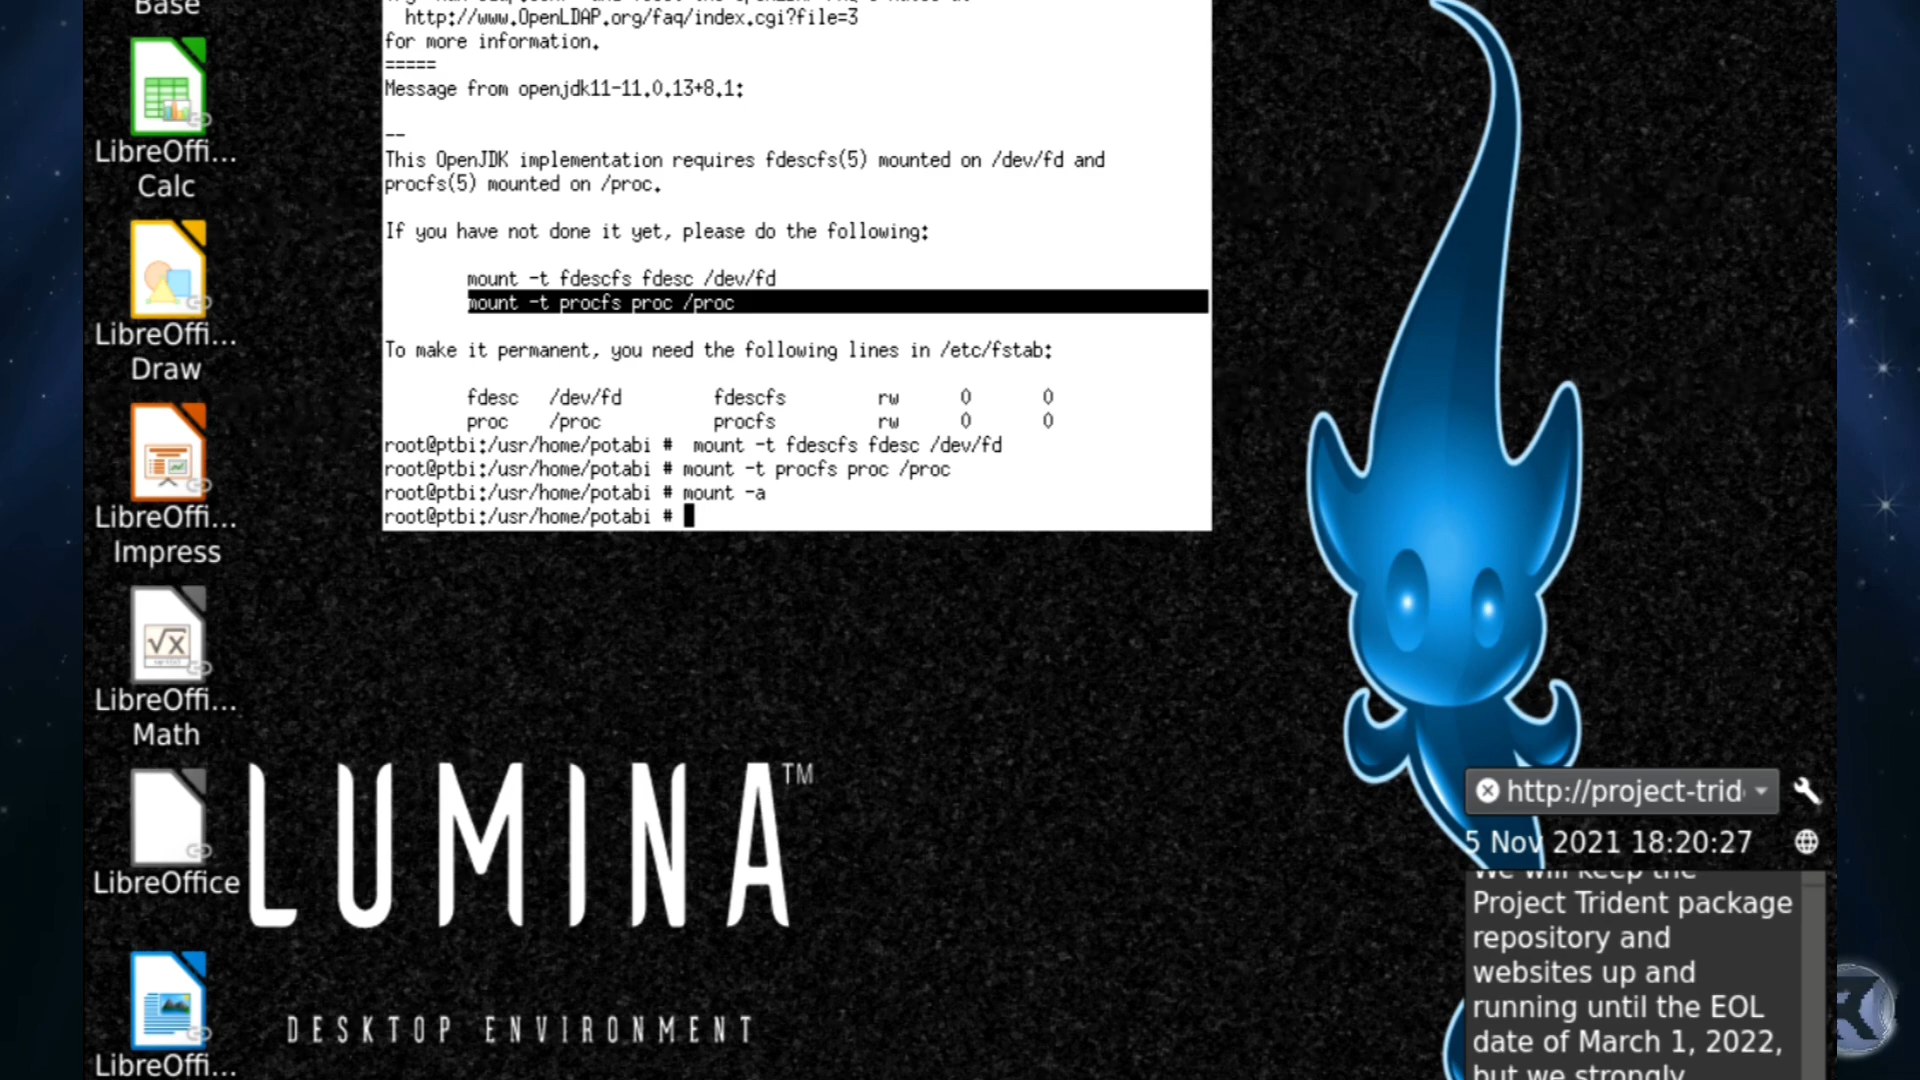 Base
LibreOffi...
Calc
LibreOffi...
Draw
LibreOffi...
Impress
LibreOffi...
Math
LibreOffice
LibreOffi...
http://www.OpenLDAP.org/faq/index.cgi?file=3
for more information.
=====
Message from openjdk11-11.0.13+8.1:
--
This OpenJDK implementation requires fdescfs(5) mounted on /dev/fd and
procfs(5) mounted on /proc.
If you have not done it yet, please do the following:
mount -t fdescfs fdesc /dev/fd
mount -t procfs proc /proc
To make it permanent, you need the following lines in /etc/fstab:
fdesc /dev/fd fdescfs rw 0 0
proc /proc procfs rw 0 0
root@ptbi:/usr/home/potabi # mount -t fdescfs fdesc /dev/fd
root@ptbi:/usr/home/potabi # mount -t procfs proc /proc
root@ptbi:/usr/home/potabi # mount -a
root@ptbi:/usr/home/potabi #
LUMINA™
DESKTOP ENVIRONMENT
http://project-trid
5 Nov 2021 18:20:27
We will keep the
Project Trident package
repository and
websites up and
running until the EOL
date of March 1, 2022,
but we strongly